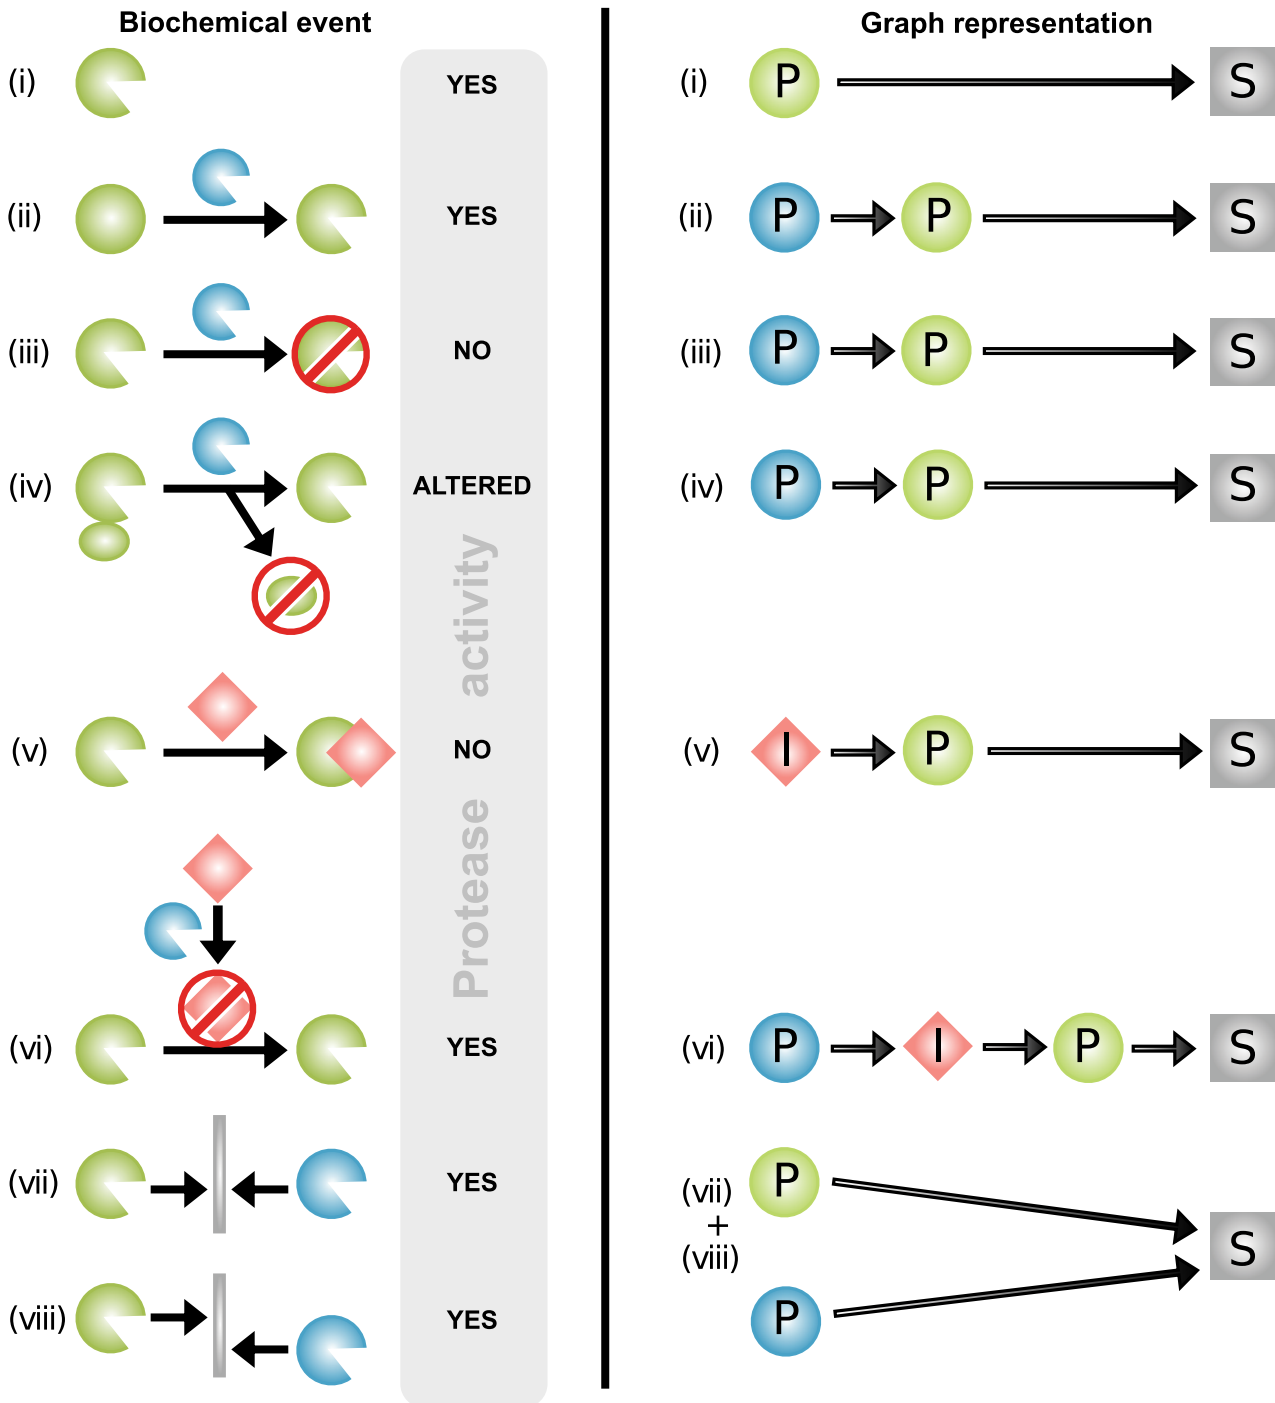 Biochemical event
Graph representation
(i) YES
(i) P S
(ii) YES
(ii) P P S
(iii) NO
(iii) P P S
(iv) ALTERED
(iv) P P S
Protease activity
(v) NO
(v) I P S
(vi) YES
(vi) P I P S
(vii) YES
(viii) YES
P
(vii)
+
(viii)
S
P